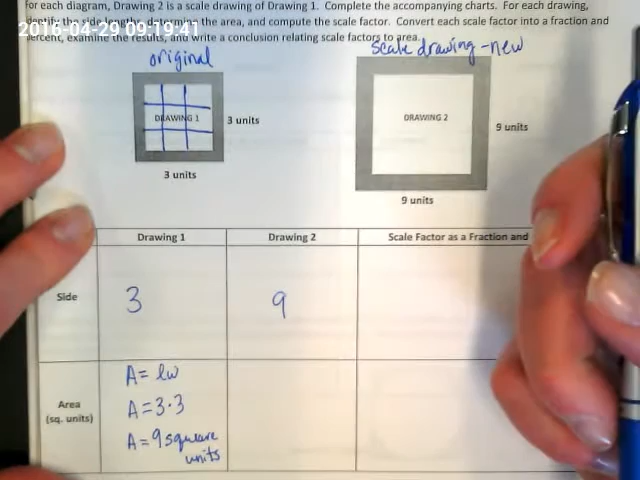 For each diagram, Drawing 2 is a scale drawing of Drawing 1. Complete the accompanying charts. For each drawing,
identify the side lengths, determine the area, and compute the scale factor. Convert each scale factor into a fraction and
percent, examine the results, and write a conclusion relating scale factors to area.
2016-04-29 09:19:41
original
scale drawing - new
DRAWING 1
3 units
3 units
DRAWING 2
9 units
9 units
Drawing 1 Drawing 2 Scale Factor as a Fraction and
Side 3 9
Area
(sq. units)
A = lw
A = 3·3
A = 9 square
units